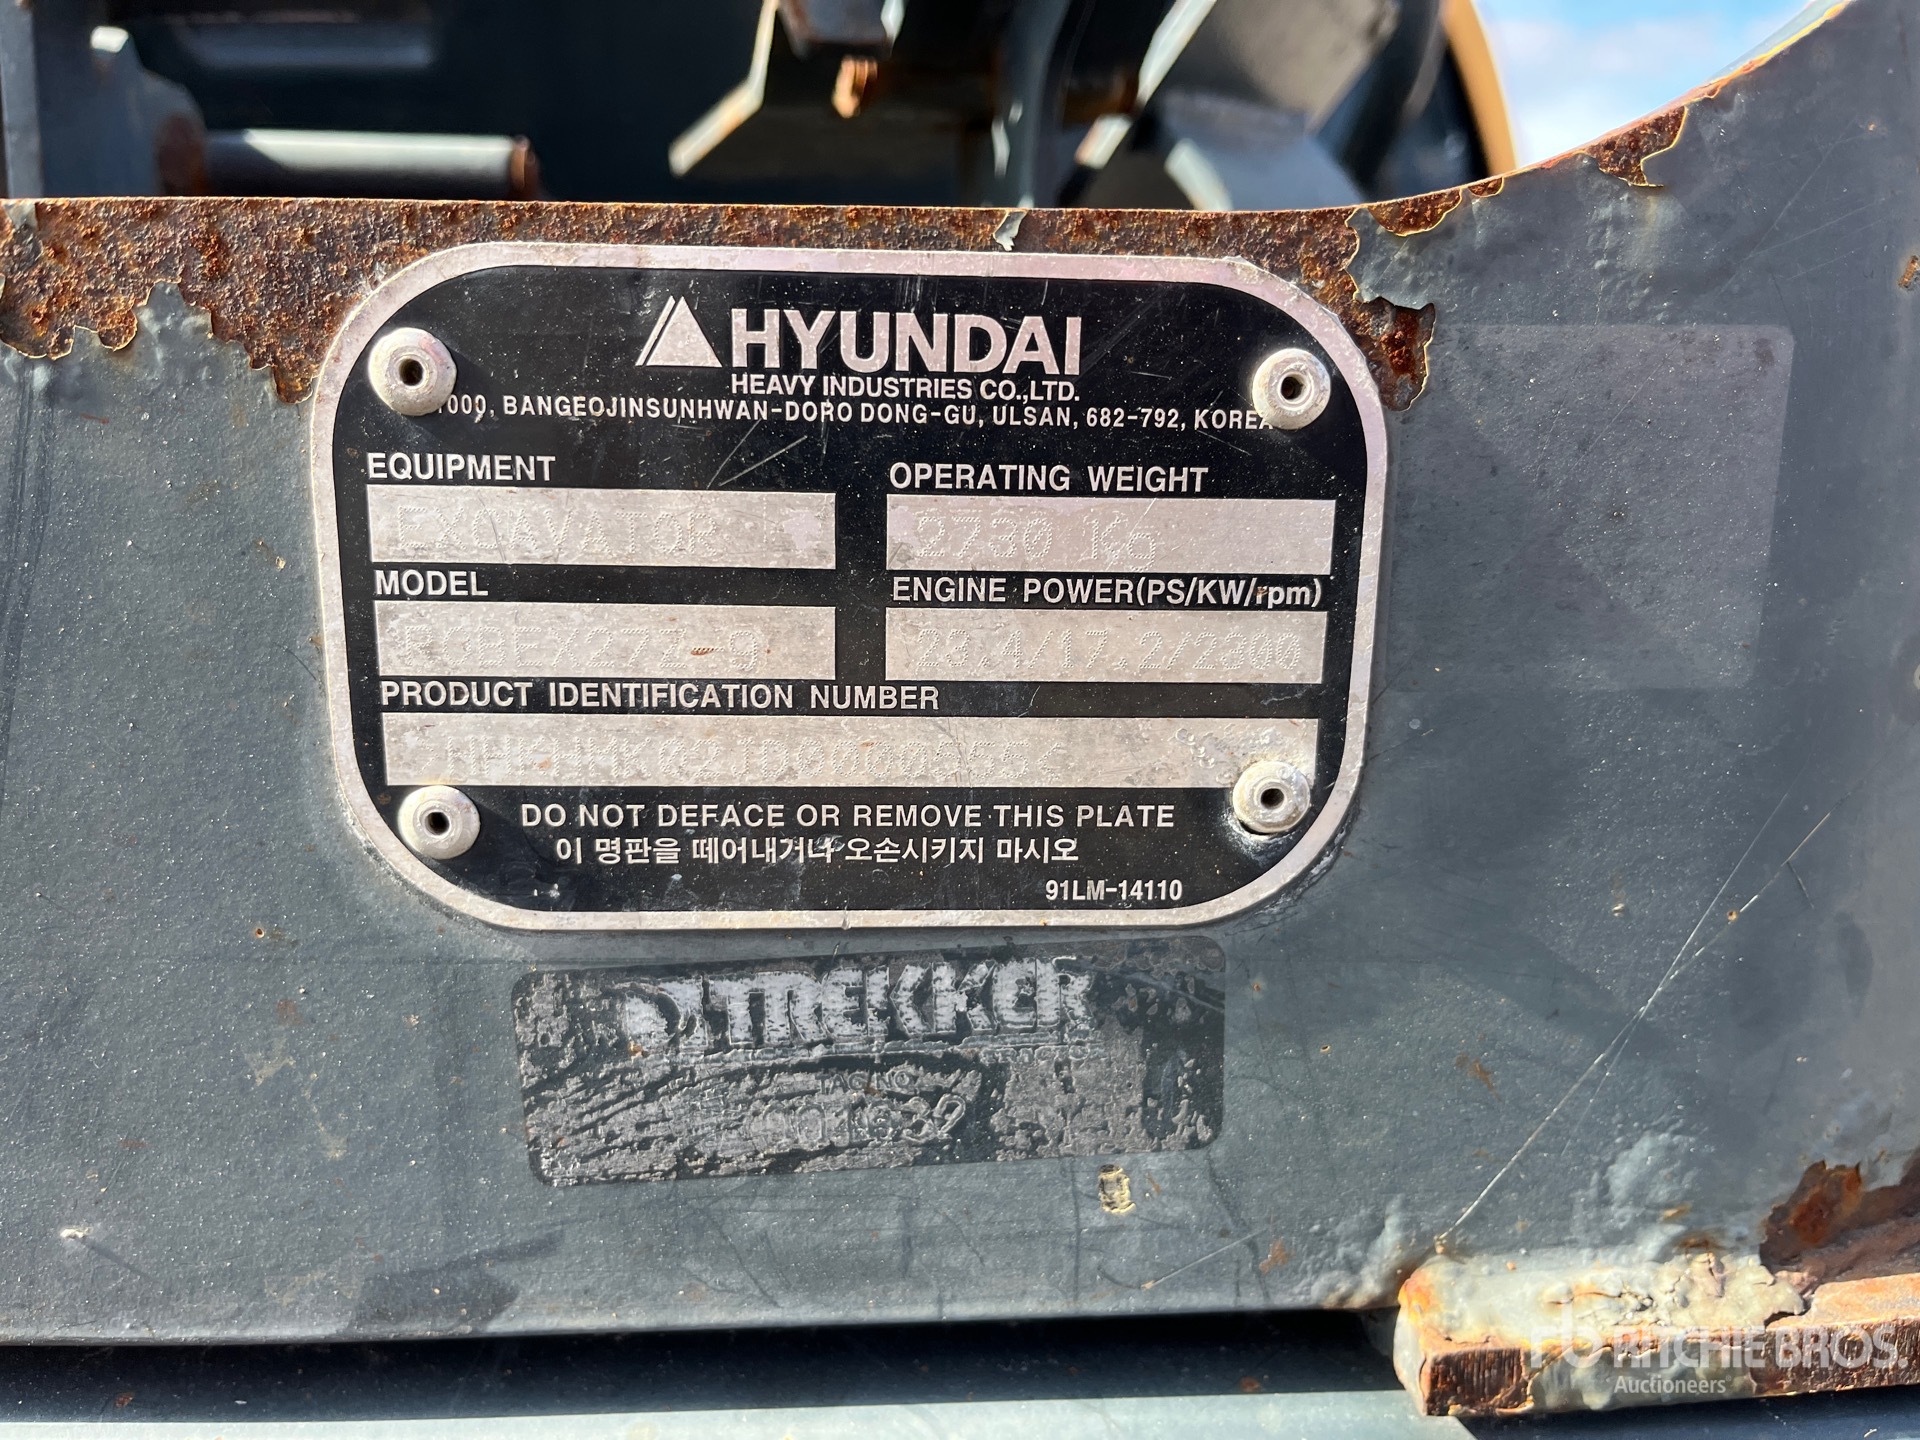 HYUNDAI
HEAVY INDUSTRIES CO.,LTD.
1000, BANGEOJINSUNHWAN-DORO DONG-GU, ULSAN, 682-792, KOREA
EQUIPMENT
EXCAVATOR
OPERATING WEIGHT
2730 Kg
MODEL
ROBEX27Z-9
ENGINE POWER(PS/KW/rpm)
23.4/17.2/2300
PRODUCT IDENTIFICATION NUMBER
DO NOT DEFACE OR REMOVE THIS PLATE
이 명판을 떼어내거나 오손시키지 마시오
91LM-14110
TREKKER
TAG NO.
RITCHIE BROS.
Auctioneers